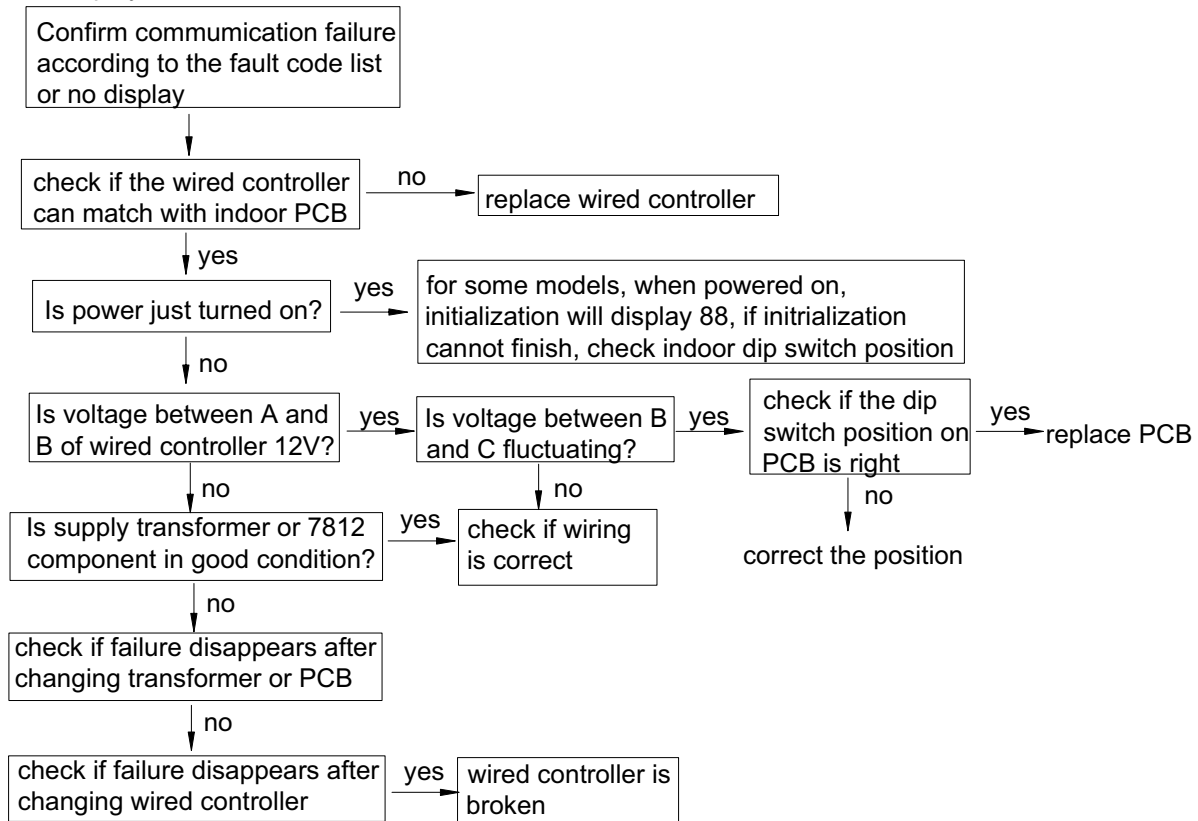 Confirm commumication failure
according to the fault code list
or no display
check if the wired controller
can match with indoor PCB
no
replace wired controller
yes
Is power just turned on?
yes
for some models, when powered on,
initialization will display 88, if initrialization
cannot finish, check indoor dip switch position
no
Is voltage between A and
B of wired controller 12V?
yes
Is voltage between B
and C fluctuating?
yes
check if the dip
switch position on
PCB is right
yes
replace PCB
no
no
no
Is supply transformer or 7812
component in good condition?
yes
check if wiring
is correct
correct the position
no
check if failure disappears after
changing transformer or PCB
no
check if failure disappears after
changing wired controller
yes
wired controller is
broken